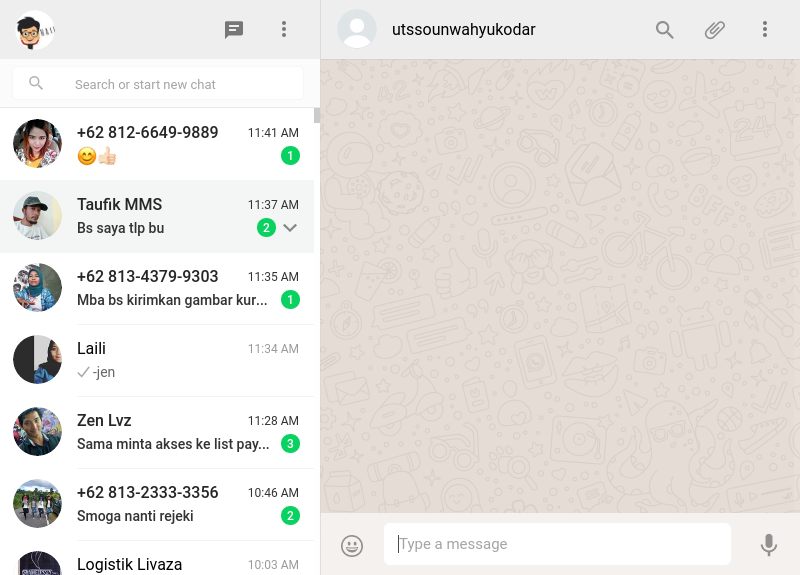 utssounwahyukodar
Search or start new chat
+62 812-6649-9889 11:41 AM
😊👍🏻 1
Taufik MMS 11:37 AM
Bs saya tlp bu 2
+62 813-4379-9303 11:35 AM
Mba bs kirimkan gambar kur... 1
Laili 11:34 AM
-jen
Zen Lvz 11:28 AM
Sama minta akses ke list pay... 3
+62 813-2333-3356 10:46 AM
Smoga nanti rejeki 2
Logistik Livaza 10:03 AM
Type a message